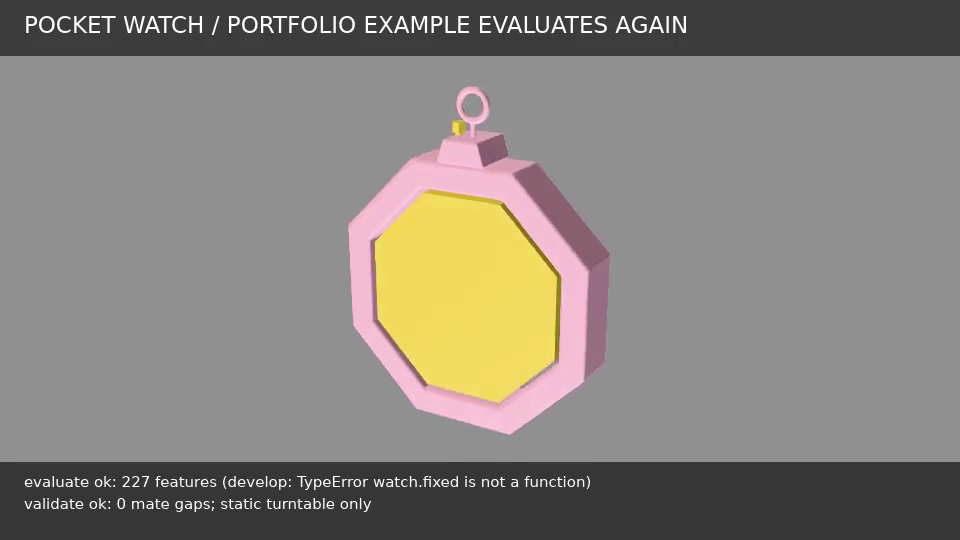 POCKET WATCH / PORTFOLIO EXAMPLE EVALUATES AGAIN
evaluate ok: 227 features (develop: TypeError watch.fixed is not a function)
validate ok: 0 mate gaps; static turntable only